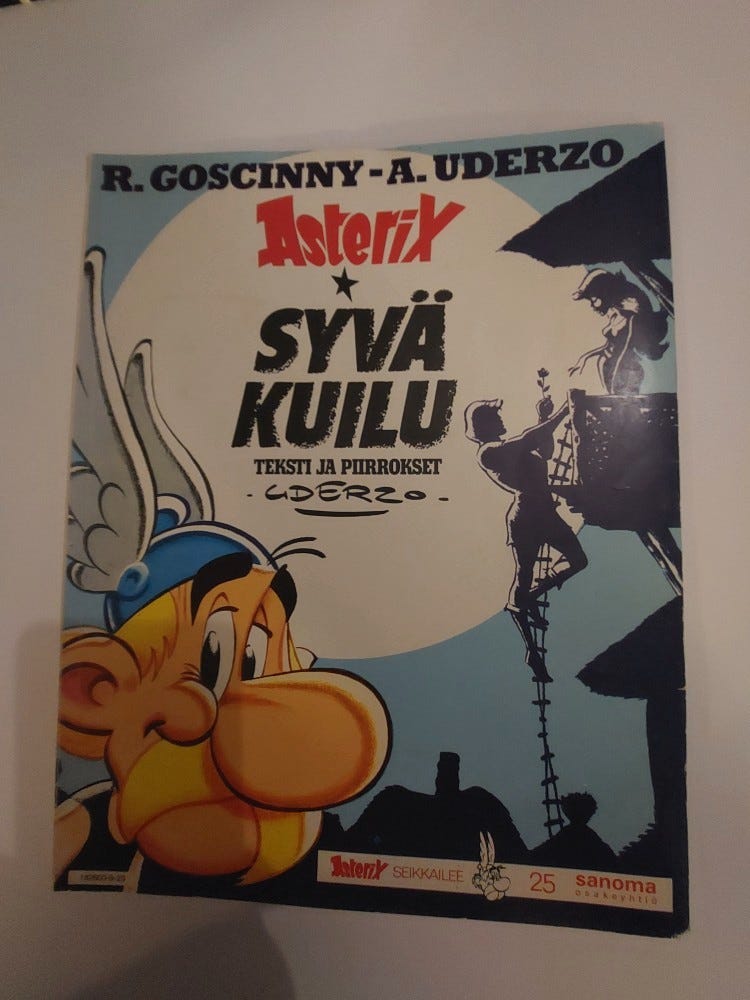 R. GOSCINNY-A. UDERZO
Asterix
SYVÄ
KUILU
TEKSTI JA PIIRROKSET
·UDERZO·
Asterix SEIKKAILEE 25 sanoma
osakeyhtiö